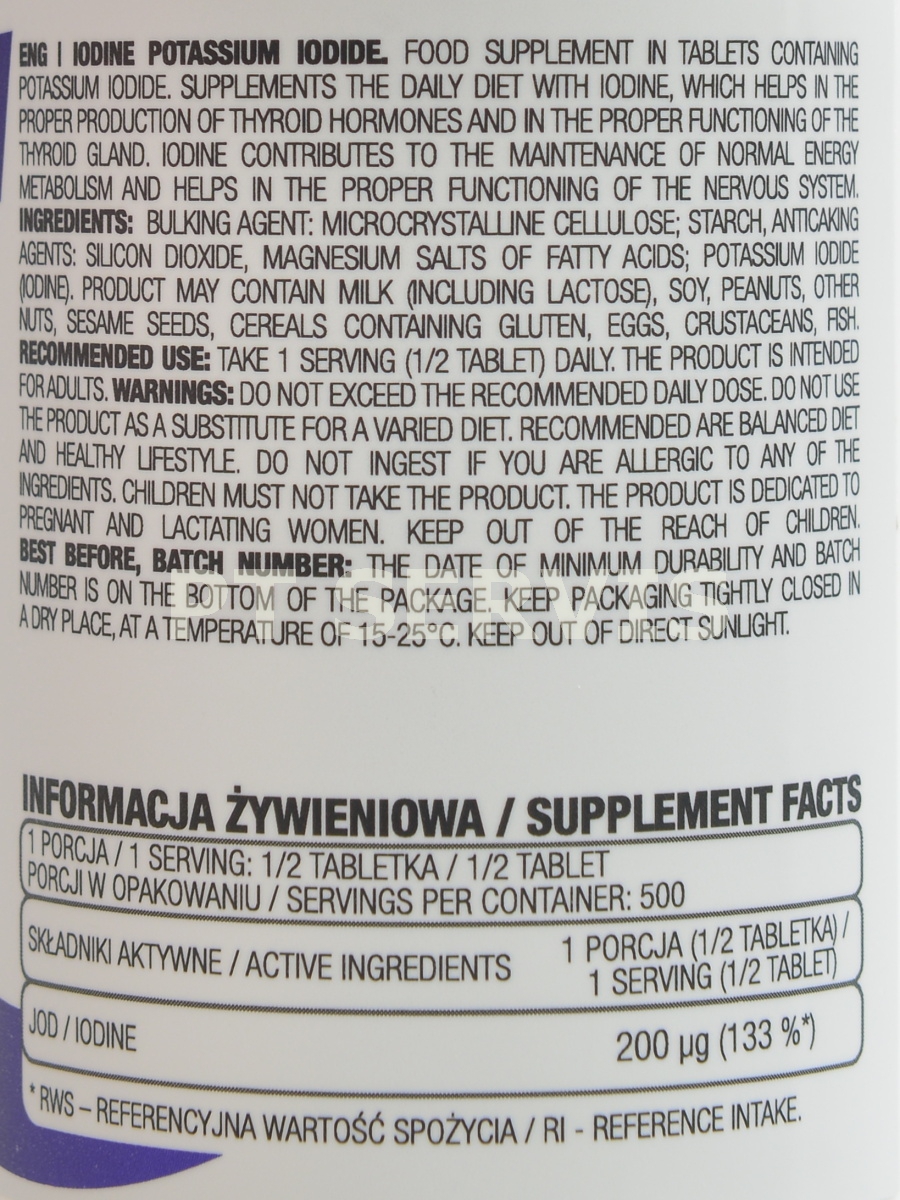 ENG | IODINE POTASSIUM IODIDE. FOOD SUPPLEMENT IN TABLETS CONTAINING
POTASSIUM IODIDE. SUPPLEMENTS THE DAILY DIET WITH IODINE, WHICH HELPS IN THE
PROPER PRODUCTION OF THYROID HORMONES AND IN THE PROPER FUNCTIONING OF THE
THYROID GLAND. IODINE CONTRIBUTES TO THE MAINTENANCE OF NORMAL ENERGY
METABOLISM AND HELPS IN THE PROPER FUNCTIONING OF THE NERVOUS SYSTEM.
INGREDIENTS: BULKING AGENT: MICROCRYSTALLINE CELLULOSE; STARCH, ANTICAKING
AGENTS: SILICON DIOXIDE, MAGNESIUM SALTS OF FATTY ACIDS; POTASSIUM IODIDE
(IODINE). PRODUCT MAY CONTAIN MILK (INCLUDING LACTOSE), SOY, PEANUTS, OTHER
NUTS, SESAME SEEDS, CEREALS CONTAINING GLUTEN, EGGS, CRUSTACEANS, FISH.
RECOMMENDED USE: TAKE 1 SERVING (1/2 TABLET) DAILY. THE PRODUCT IS INTENDED
FOR ADULTS. WARNINGS: DO NOT EXCEED THE RECOMMENDED DAILY DOSE. DO NOT USE
THE PRODUCT AS A SUBSTITUTE FOR A VARIED DIET. RECOMMENDED ARE BALANCED DIET
AND HEALTHY LIFESTYLE. DO NOT INGEST IF YOU ARE ALLERGIC TO ANY OF THE
INGREDIENTS. CHILDREN MUST NOT TAKE THE PRODUCT. THE PRODUCT IS DEDICATED TO
PREGNANT AND LACTATING WOMEN. KEEP OUT OF THE REACH OF CHILDREN.
BEST BEFORE, BATCH NUMBER: THE DATE OF MINIMUM DURABILITY AND BATCH
NUMBER IS ON THE BOTTOM OF THE PACKAGE. KEEP PACKAGING TIGHTLY CLOSED IN
A DRY PLACE, AT A TEMPERATURE OF 15-25°C. KEEP OUT OF DIRECT SUNLIGHT.
INFORMACJA ŻYWIENIOWA / SUPPLEMENT FACTS
1 PORCJA / 1 SERVING: 1/2 TABLETKA / 1/2 TABLET
PORCJI W OPAKOWANIU / SERVINGS PER CONTAINER: 500
SKŁADNIKI AKTYWNE / ACTIVE INGREDIENTS
1 PORCJA (1/2 TABLETKA) /
1 SERVING (1/2 TABLET)
JOD / IODINE
200 µg (133 %*)
* RWS – REFERENCYJNA WARTOŚĆ SPOŻYCIA / RI - REFERENCE INTAKE.